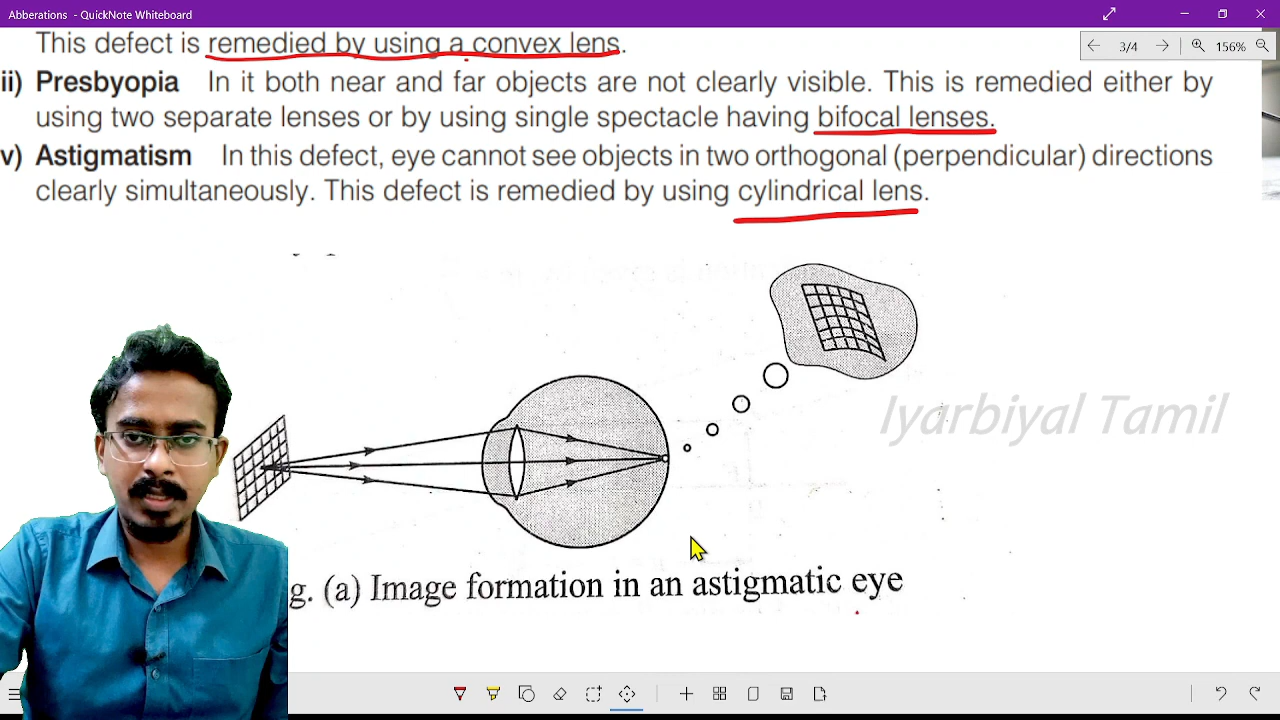 Abberations - QuickNote Whiteboard
This defect is remedied by using a convex lens.
3/4
156%
ii) Presbyopia In it both near and far objects are not clearly visible. This is remedied either by
using two separate lenses or by using single spectacle having bifocal lenses.
v) Astigmatism In this defect, eye cannot see objects in two orthogonal (perpendicular) directions
clearly simultaneously. This defect is remedied by using cylindrical lens.
Iyarbiyal Tamil
g. (a) Image formation in an astigmatic eye